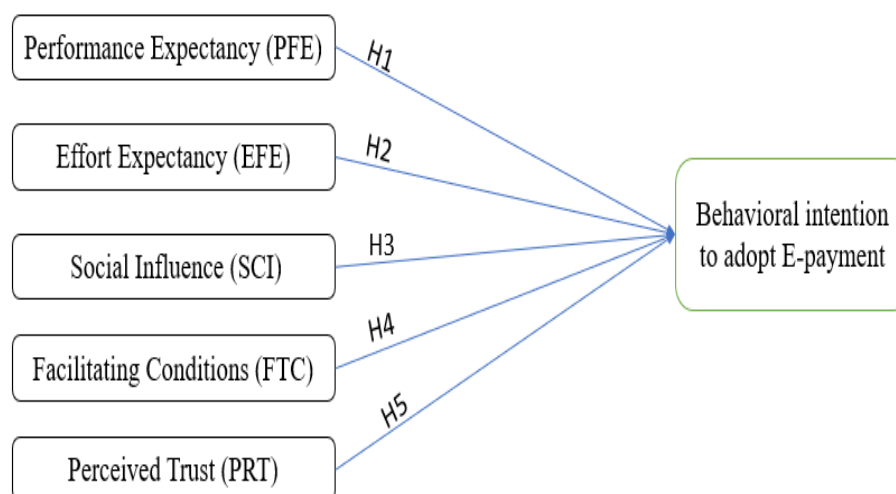 Performance Expectancy (PFE)
H1
Effort Expectancy (EFE)
H2
Social Influence (SCI)
H3
Facilitating Conditions (FTC)
H4
Perceived Trust (PRT)
H5
Behavioral intention
to adopt E-payment